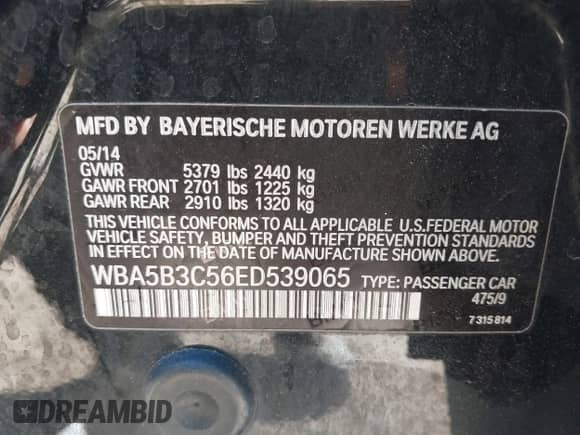 MFD BY BAYERISCHE MOTOREN WERKE AG
05/14
GVWR 5379 lbs 2440 kg
GAWR FRONT 2701 lbs 1225 kg
GAWR REAR 2910 lbs 1320 kg
THIS VEHICLE CONFORMS TO ALL APPLICABLE U.S.FEDERAL MOTOR
VEHICLE SAFETY, BUMPER AND THEFT PREVENTION STANDARDS
IN EFFECT ON THE DATE OF MANUFACTURE SHOWN ABOVE.
WBA5B3C56ED539065 TYPE: PASSENGER CAR
475/9
7315814
DREAMBID